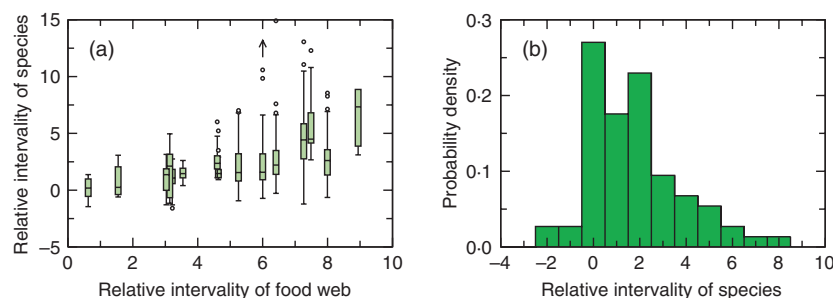 (a)
Relative intervality of species
15
10
5
0
−5
0 2 4 6 8 10
Relative intervality of food web
(b)
Probability density
0·3
0·2
0·1
0·0
−4 −2 0 2 4 6 8 10
Relative intervality of species